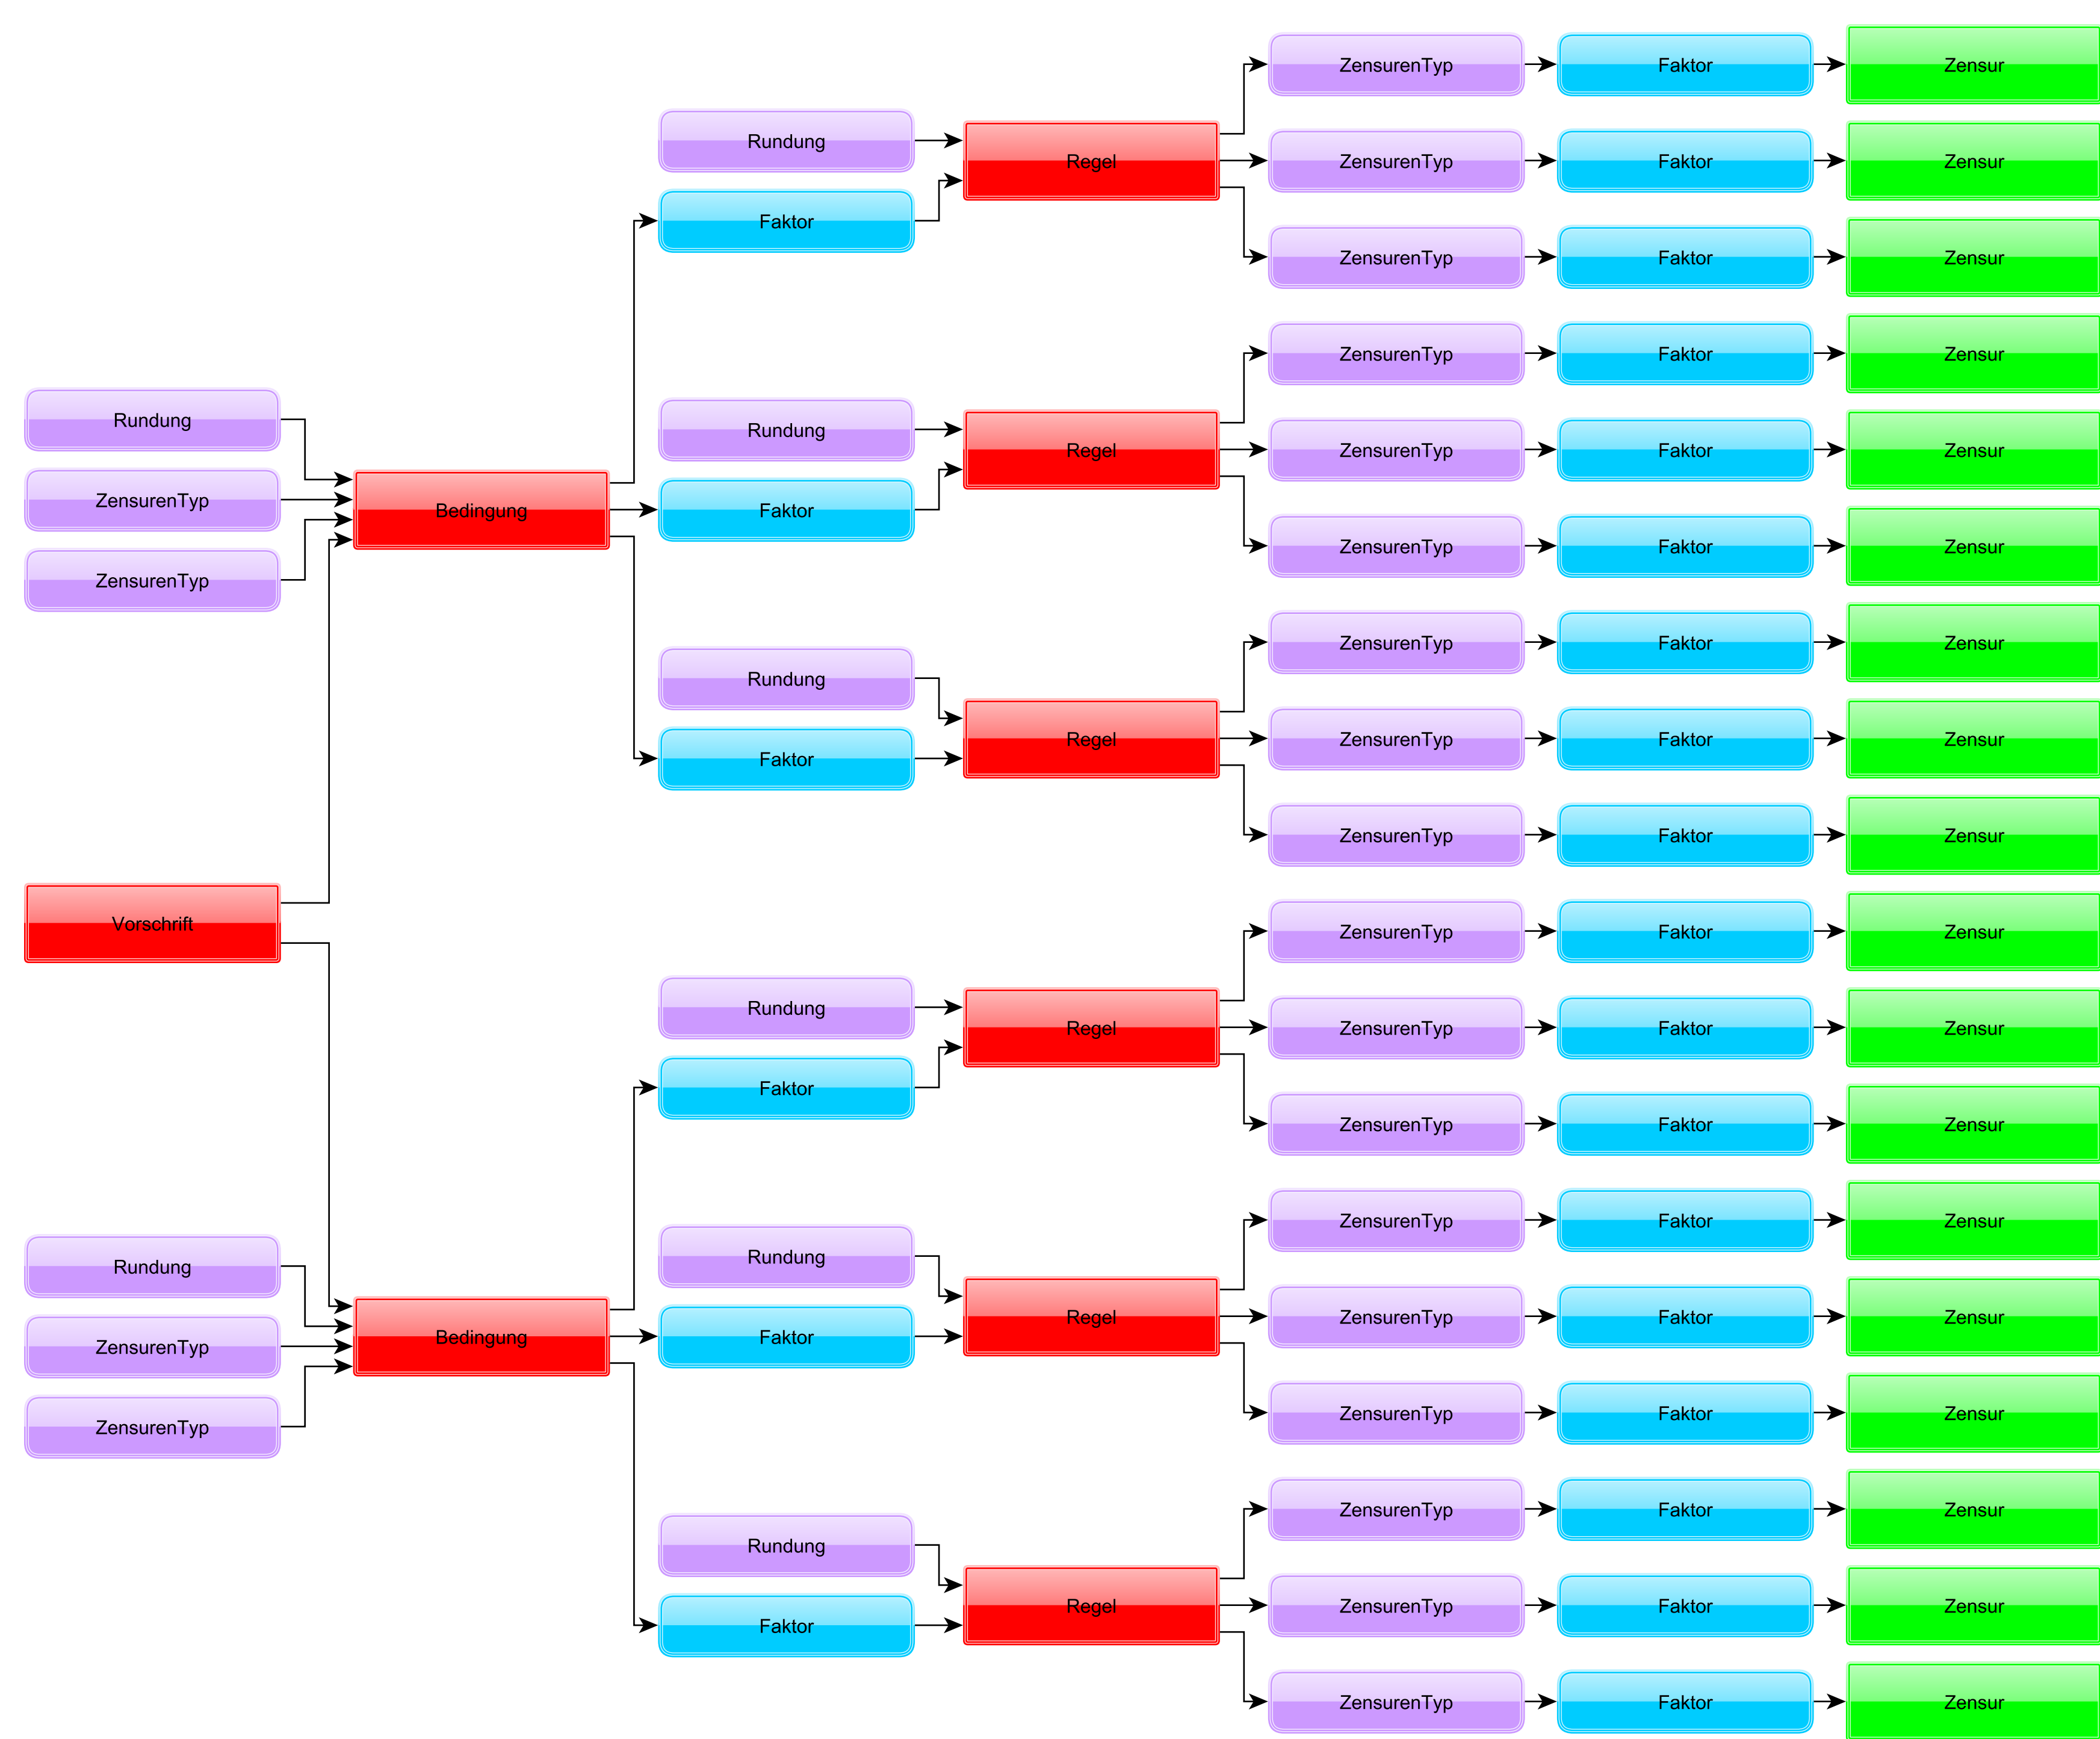 ZensurenTyp Faktor Zensur
Rundung
Regel ZensurenTyp Faktor Zensur
Faktor
ZensurenTyp Faktor Zensur
ZensurenTyp Faktor Zensur
Rundung
Rundung
Regel ZensurenTyp Faktor Zensur
ZensurenTyp
Bedingung
Faktor
ZensurenTyp Faktor Zensur
ZensurenTyp
ZensurenTyp Faktor Zensur
Rundung
Regel ZensurenTyp Faktor Zensur
Faktor
ZensurenTyp Faktor Zensur
Vorschrift
ZensurenTyp Faktor Zensur
Rundung
Regel ZensurenTyp Faktor Zensur
Faktor
ZensurenTyp Faktor Zensur
ZensurenTyp Faktor Zensur
Rundung
Rundung
Regel ZensurenTyp Faktor Zensur
Bedingung
Faktor
ZensurenTyp
ZensurenTyp Faktor Zensur
ZensurenTyp
ZensurenTyp Faktor Zensur
Rundung
Regel ZensurenTyp Faktor Zensur
Faktor
ZensurenTyp Faktor Zensur